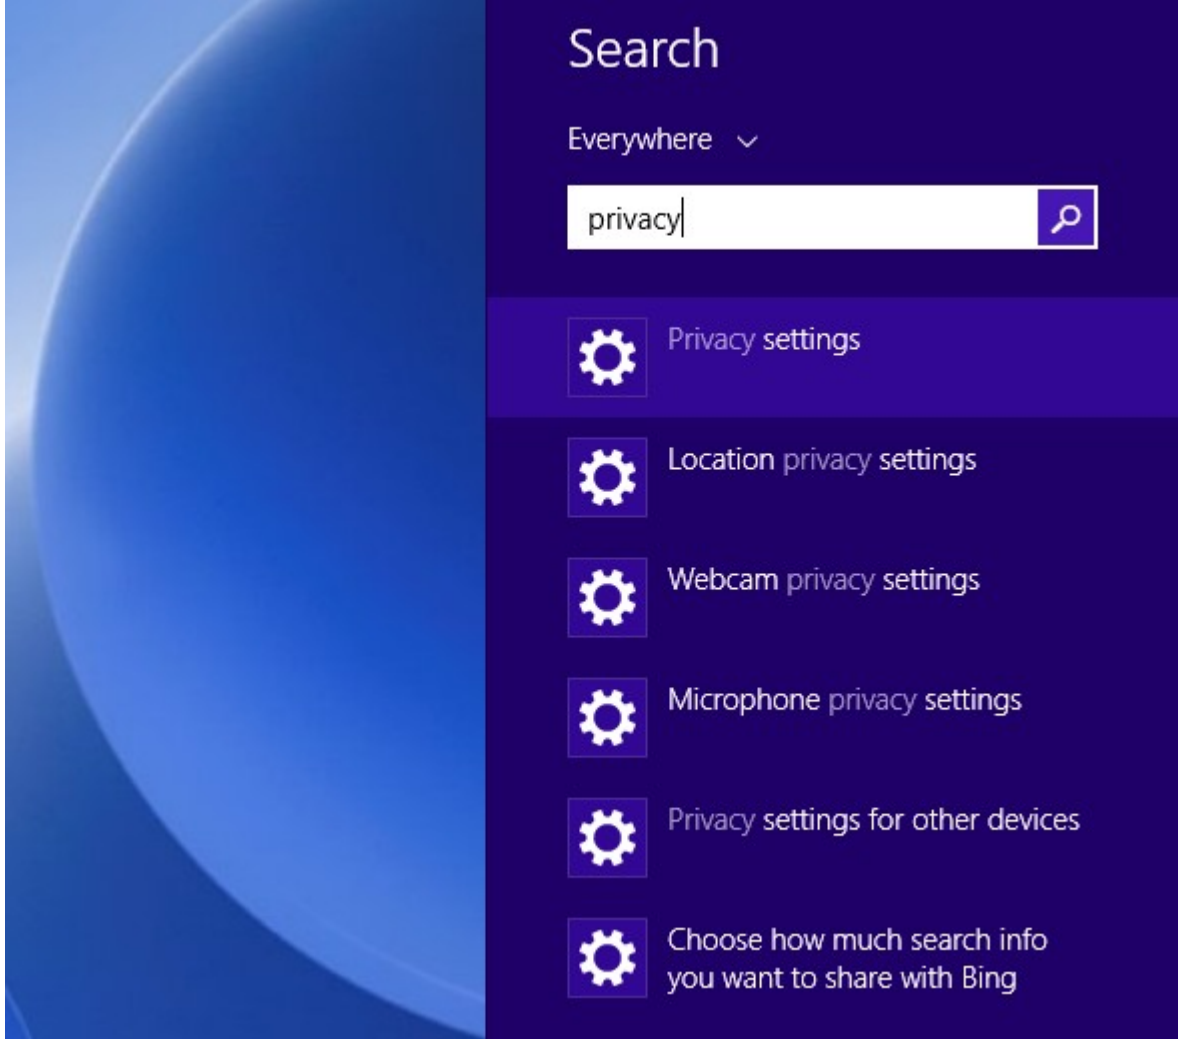 Search
Everywhere
privacy
Privacy settings
Location privacy settings
Webcam privacy settings
Microphone privacy settings
Privacy settings for other devices
Choose how much search info
you want to share with Bing